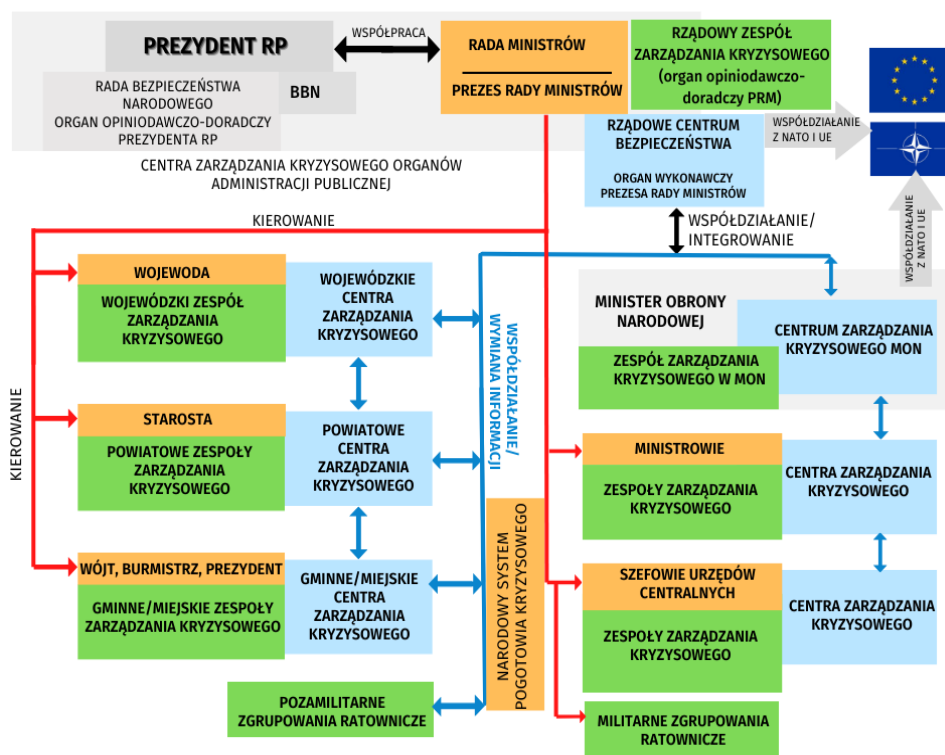 PREZYDENT RP
RADA BEZPIECZEŃSTWA
NARODOWEGO
ORGAN OPINIODAWCZO-DORADCZY
PREZYDENTA RP
BBN
WSPÓŁPRACA
RADA MINISTRÓW
PREZES RADY MINISTRÓW
RZĄDOWY ZESPÓŁ
ZARZĄDZANIA KRYZYSOWEGO
(organ opiniodawczo-
doradczy PRM)
RZĄDOWE CENTRUM
BEZPIECZEŃSTWA
ORGAN WYKONAWCZY
PREZESA RADY MINISTRÓW
WSPÓŁDZIAŁANIE
Z NATO I UE
WSPÓŁDZIAŁANIE
Z NATO I UE
CENTRA ZARZĄDZANIA KRYZYSOWEGO ORGANÓW
ADMINISTRACJI PUBLICZNEJ
KIEROWANIE
WSPÓŁDZIAŁANIE/
INTEGROWANIE
KIEROWANIE
WOJEWODA
WOJEWÓDZKI ZESPÓŁ
ZARZĄDZANIA
KRYZYSOWEGO
WOJEWÓDZKIE
CENTRA
ZARZĄDZANIA
KRYZYSOWEGO
STAROSTA
POWIATOWE ZESPOŁY
ZARZĄDZANIA
KRYZYSOWEGO
POWIATOWE
CENTRA
ZARZĄDZANIA
KRYZYSOWEGO
WÓJT, BURMISTRZ, PREZYDENT
GMINNE/MIEJSKIE ZESPOŁY
ZARZĄDZANIA KRYZYSOWEGO
GMINNE/MIEJSKIE
CENTRA
ZARZĄDZANIA
KRYZYSOWEGO
POZAMILITARNE
ZGRUPOWANIA RATOWNICZE
WSPÓŁDZIAŁANIE/
WYMIANA INFORMACJI
NARODOWY SYSTEM
POGOTOWIA KRYZYSOWEGO
MINISTER OBRONY
NARODOWEJ
CENTRUM ZARZĄDZANIA
KRYZYSOWEGO MON
ZESPÓŁ ZARZĄDZANIA
KRYZYSOWEGO W MON
MINISTROWIE
ZESPOŁY ZARZĄDZANIA
KRYZYSOWEGO
CENTRA ZARZĄDZANIA
KRYZYSOWEGO
SZEFOWIE URZĘDÓW
CENTRALNYCH
ZESPOŁY ZARZĄDZANIA
KRYZYSOWEGO
CENTRA ZARZĄDZANIA
KRYZYSOWEGO
MILITARNE ZGRUPOWANIA
RATOWNICZE